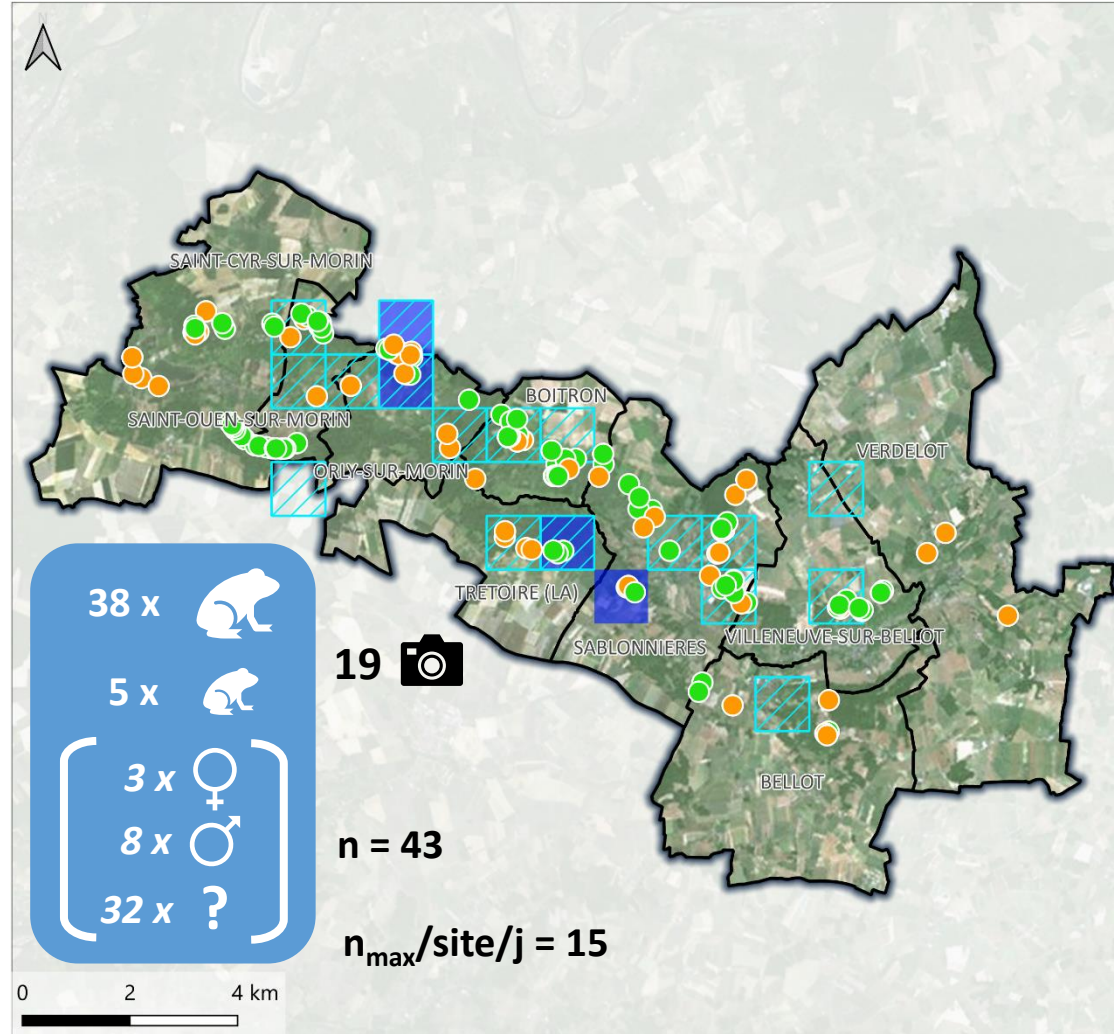 SAINT-CYR-SUR-MORIN
BOITRON
SAINT-OUEN-SUR-MORIN
VERDELOT
ORLY-SUR-MORIN
TRETOIRE (LA)
VILLENEUVE-SUR-BELLOT
SABLONNIERES
BELLOT
38 x
5 x
3 x ♀
8 x ♂
32 x ?
19
n = 43
nmax/site/j = 15
0 2 4 km